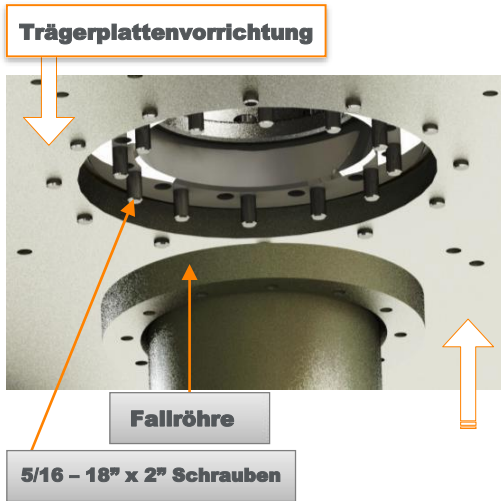 Trägerplattenvorrichtung
Fallröhre
5/16 – 18” x 2” Schrauben